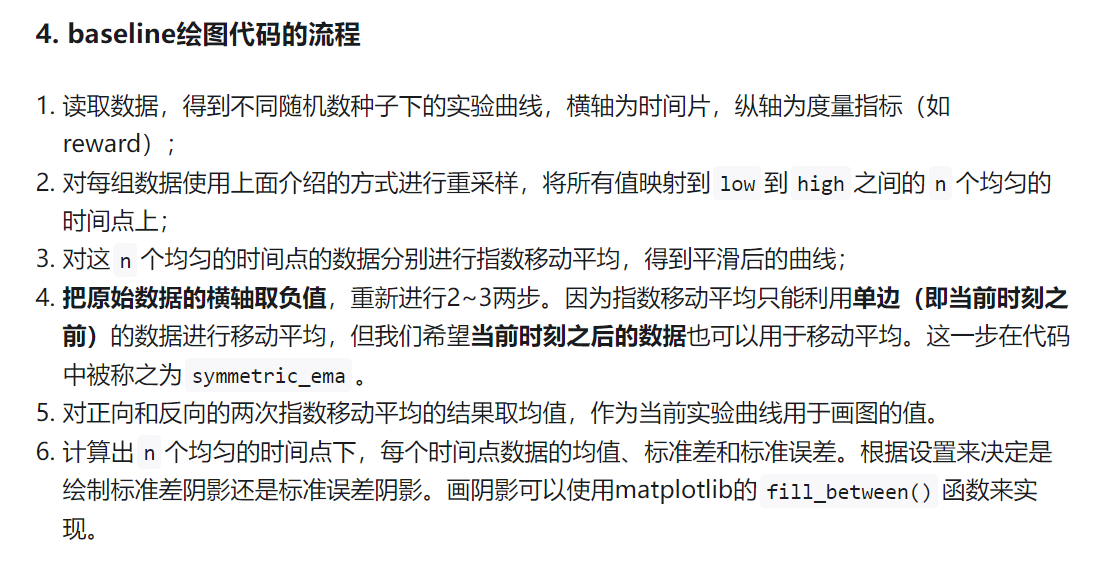 4. baseline绘图代码的流程
1. 读取数据，得到不同随机数种子下的实验曲线，横轴为时间片，纵轴为度量指标（如
reward）；
2. 对每组数据使用上面介绍的方式进行重采样，将所有值映射到 low 到 high 之间的 n 个均匀的
时间点上；
3. 对这 n 个均匀的时间点的数据分别进行指数移动平均，得到平滑后的曲线；
4. 把原始数据的横轴取负值，重新进行2~3两步。因为指数移动平均只能利用单边（即当前时刻之
前）的数据进行移动平均，但我们希望当前时刻之后的数据也可以用于移动平均。这一步在代码
中被称之为 symmetric_ema 。
5. 对正向和反向的两次指数移动平均的结果取均值，作为当前实验曲线用于画图的值。
6. 计算出 n 个均匀的时间点下，每个时间点数据的均值、标准差和标准误差。根据设置来决定是
绘制标准差阴影还是标准误差阴影。画阴影可以使用matplotlib的 fill_between() 函数来实
现。